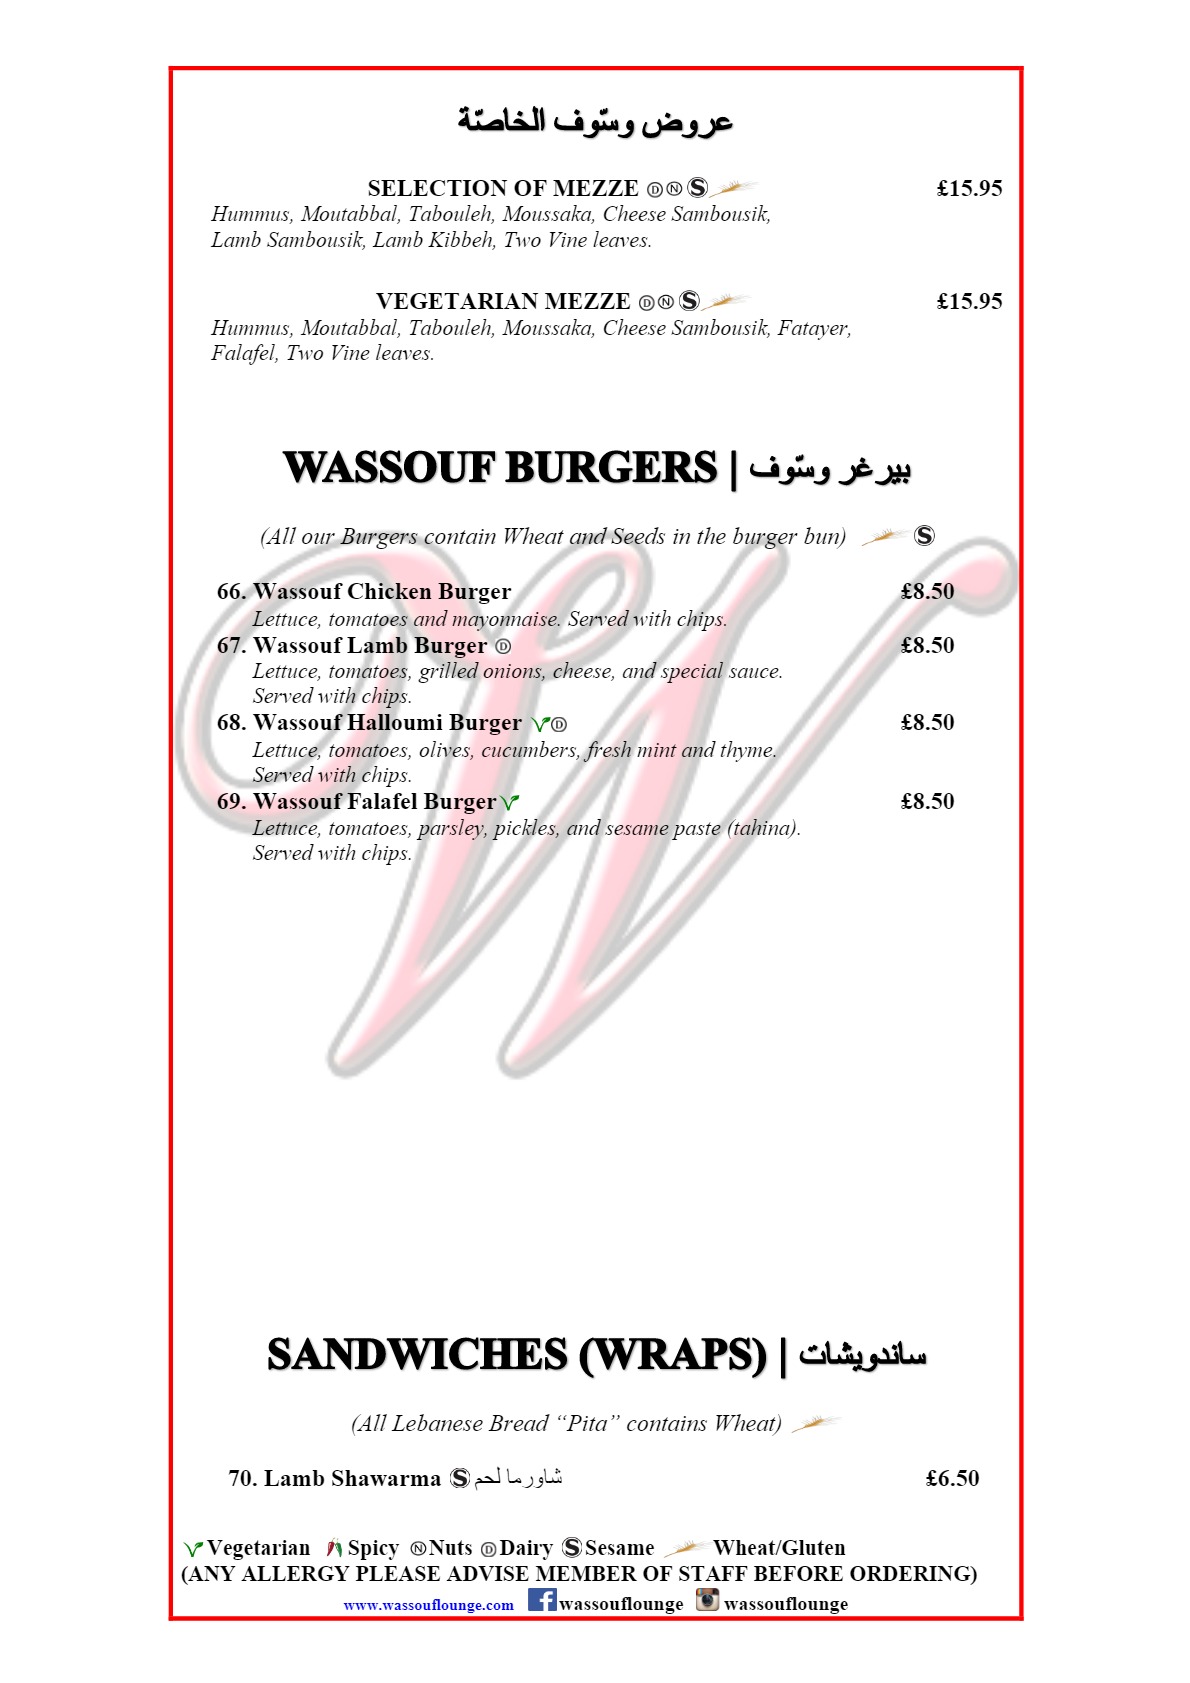 عروض وسّوف الخاصّة
SELECTION OF MEZZE Ⓓ Ⓝ Ⓢ £15.95
Hummus, Moutabbal, Tabouleh, Moussaka, Cheese Sambousik,
Lamb Sambousik, Lamb Kibbeh, Two Vine leaves.
VEGETARIAN MEZZE Ⓓ Ⓝ Ⓢ £15.95
Hummus, Moutabbal, Tabouleh, Moussaka, Cheese Sambousik, Fatayer,
Falafel, Two Vine leaves.
WASSOUF BURGERS | بيرغر وسّوف
(All our Burgers contain Wheat and Seeds in the burger bun) Ⓢ
66. Wassouf Chicken Burger £8.50
Lettuce, tomatoes and mayonnaise. Served with chips.
67. Wassouf Lamb Burger Ⓓ £8.50
Lettuce, tomatoes, grilled onions, cheese, and special sauce.
Served with chips.
68. Wassouf Halloumi Burger Ⓓ £8.50
Lettuce, tomatoes, olives, cucumbers, fresh mint and thyme.
Served with chips.
69. Wassouf Falafel Burger £8.50
Lettuce, tomatoes, parsley, pickles, and sesame paste (tahina).
Served with chips.
W
SANDWICHES (WRAPS) | ساندويشات
(All Lebanese Bread “Pita” contains Wheat)
70. Lamb Shawarma Ⓢ شاورما لحم £6.50
Vegetarian Spicy Ⓝ Nuts Ⓓ Dairy Ⓢ Sesame Wheat/Gluten
(ANY ALLERGY PLEASE ADVISE MEMBER OF STAFF BEFORE ORDERING)
www.wassouflounge.com f wassouflounge wassouflounge